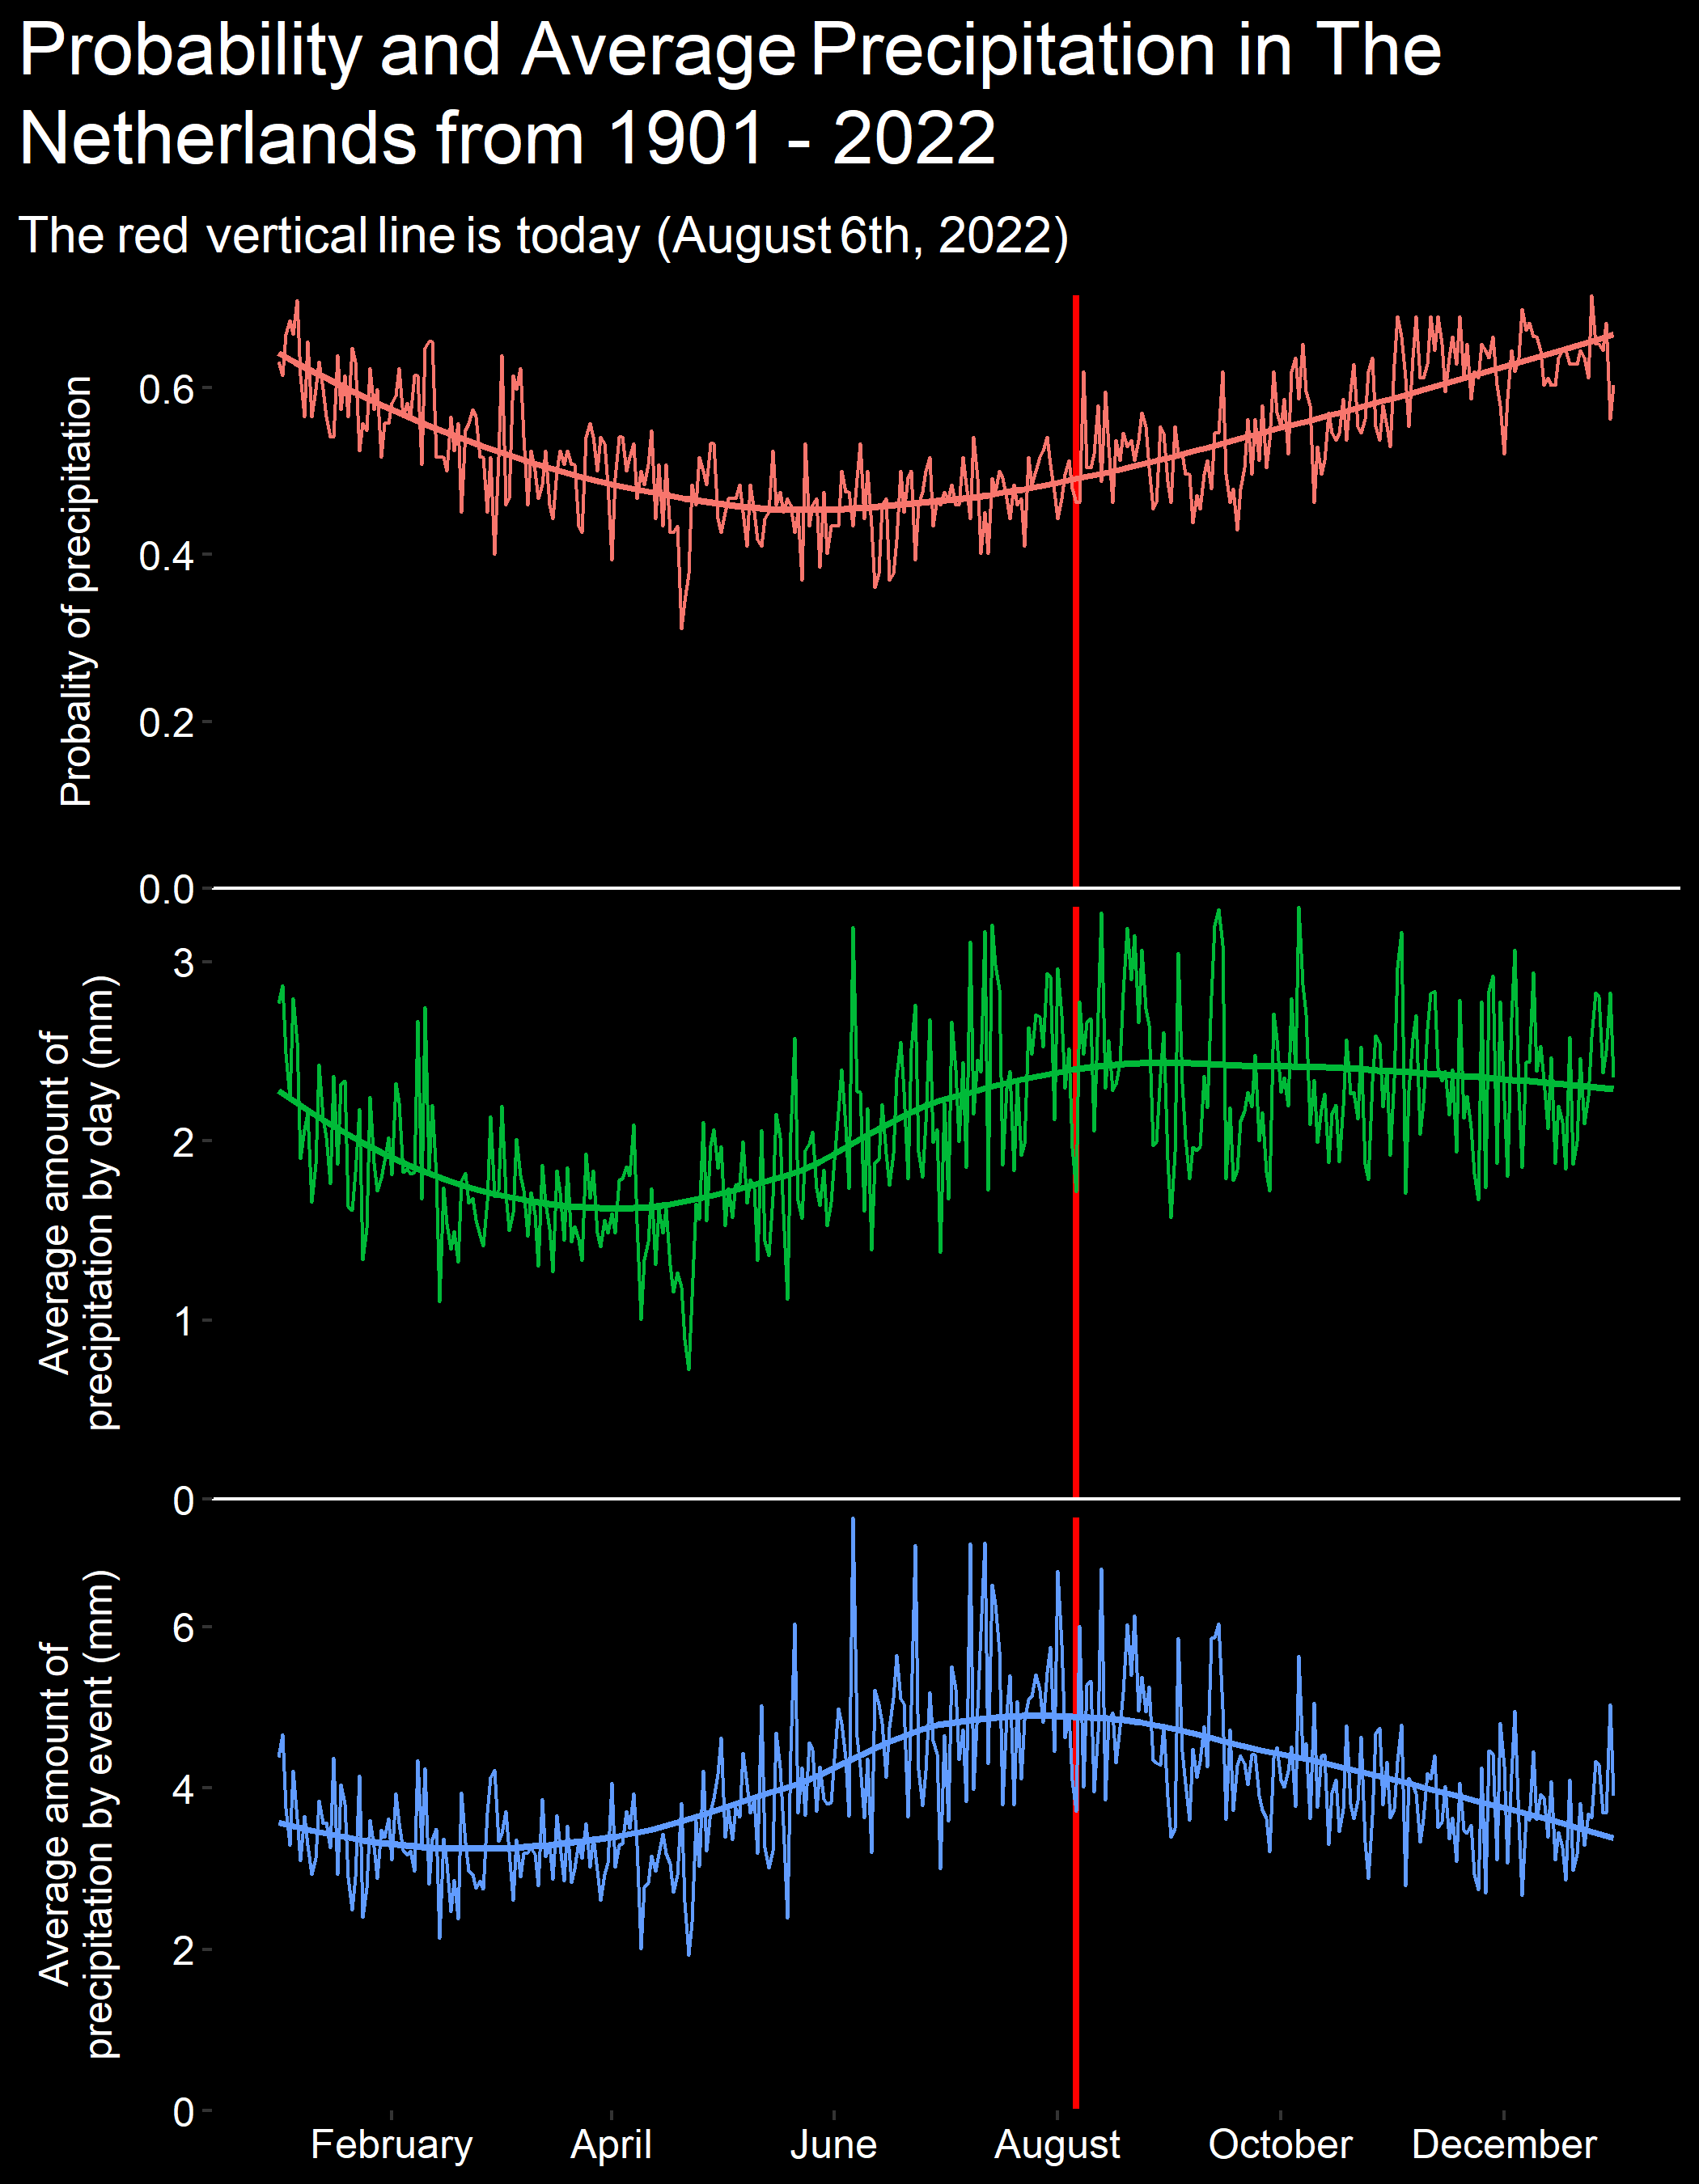 Probability and Average Precipitation in The
Netherlands from 1901 - 2022
The red vertical line is today (August 6th, 2022)
Probality of precipitation
0.6
0.4
0.2
0.0
Average amount of
precipitation by day (mm)
3
2
1
0
Average amount of
precipitation by event (mm)
6
4
2
0
February April June August October December